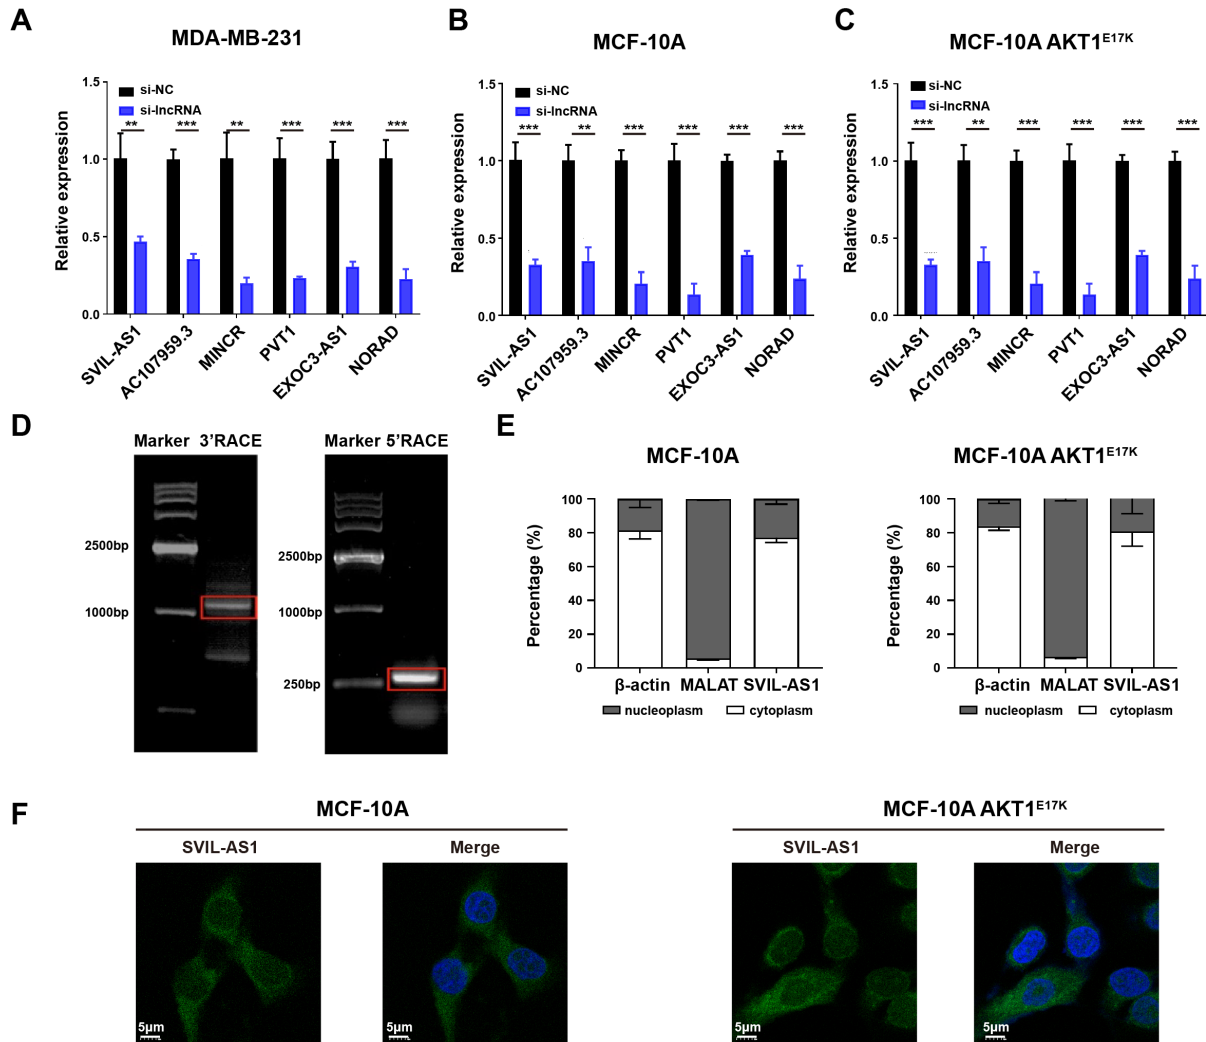 A
MDA-MB-231
Relative expression
1.5
1.0
0.5
0.0
si-NC
si-lncRNA
** *** ** *** *** ***
SVIL-AS1
AC107959.3
MINCR
PVT1
EXOC3-AS1
NORAD
B
MCF-10A
Relative expression
1.5
1.0
0.5
0.0
si-NC
si-lncRNA
*** ** *** *** *** ***
SVIL-AS1
AC107959.3
MINCR
PVT1
EXOC3-AS1
NORAD
C
MCF-10A AKT1E17K
Relative expression
1.5
1.0
0.5
0.0
si-NC
si-lncRNA
*** ** *** *** *** ***
SVIL-AS1
AC107959.3
MINCR
PVT1
EXOC3-AS1
NORAD
D
Marker 3'RACE
2500bp
1000bp
Marker 5'RACE
2500bp
1000bp
250bp
E
MCF-10A
Percentage (%)
100
80
60
40
20
0
β-actin MALAT SVIL-AS1
nucleoplasm cytoplasm
MCF-10A AKT1E17K
Percentage (%)
100
80
60
40
20
0
β-actin MALAT SVIL-AS1
nucleoplasm cytoplasm
F
MCF-10A
SVIL-AS1 Merge
5μm 5μm
MCF-10A AKT1E17K
SVIL-AS1 Merge
5μm 5μm